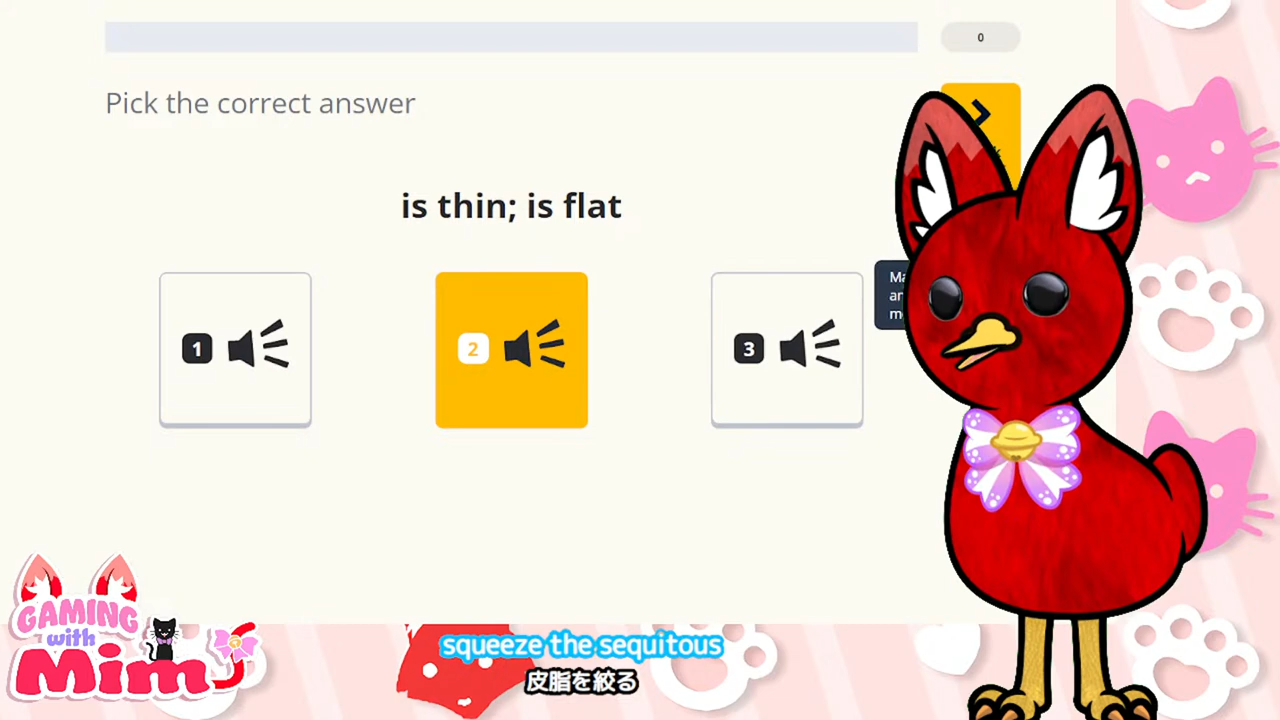 0
Pick the correct answer
is thin; is flat
1
2
3
GAMING
with
Mim
squeeze the sequitous
皮脂を絞る